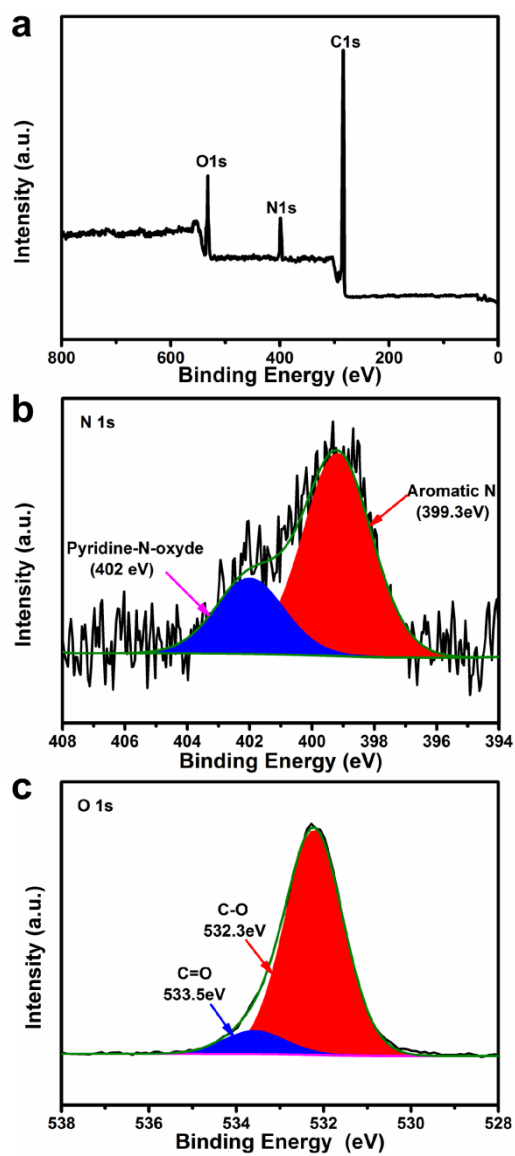 a
Intensity (a.u.)
C1s
O1s
N1s
800 600 400 200 0
Binding Energy (eV)
b
N 1s
Intensity (a.u.)
Aromatic N
(399.3eV)
Pyridine-N-oxyde
(402 eV)
408 406 404 402 400 398 396 394
Binding Energy (eV)
c
O 1s
Intensity (a.u.)
C-O
532.3eV
C=O
533.5eV
538 536 534 532 530 528
Binding Energy (eV)